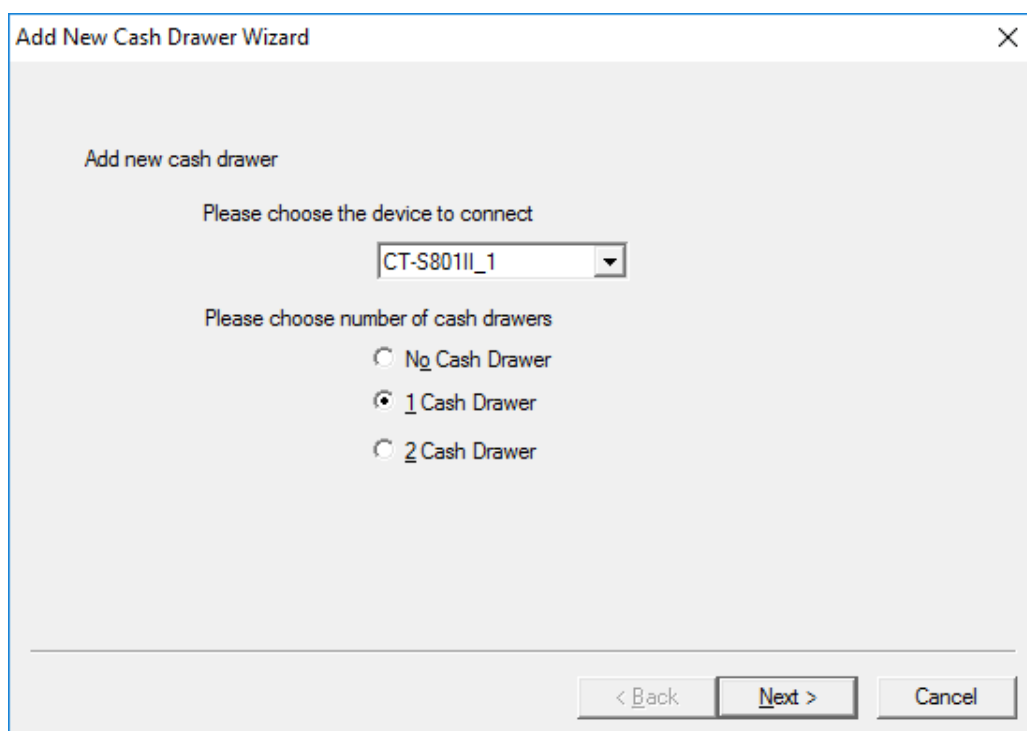 Add New Cash Drawer Wizard
Add new cash drawer
Please choose the device to connect
CT-S801II_1
Please choose number of cash drawers
No Cash Drawer
1 Cash Drawer
2 Cash Drawer
< Back Next > Cancel